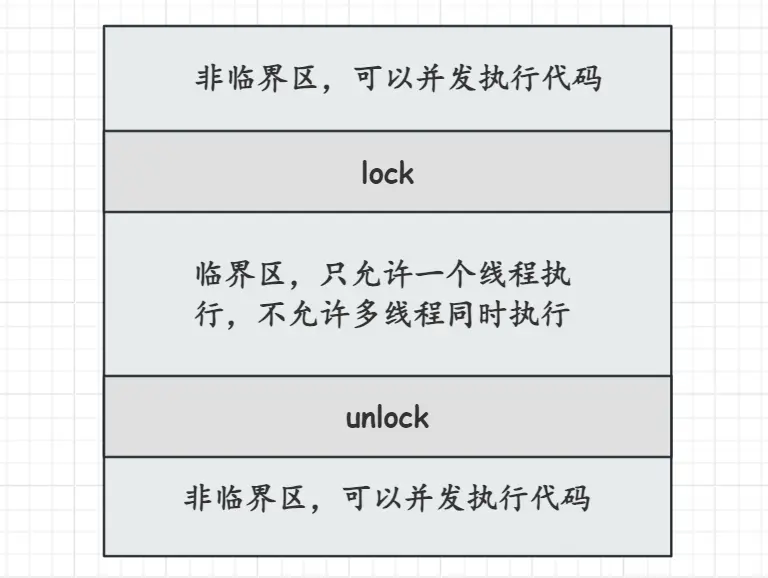 非临界区，可以并发执行代码
lock
临界区，只允许一个线程执
行，不允许多线程同时执行
unlock
非临界区，可以并发执行代码